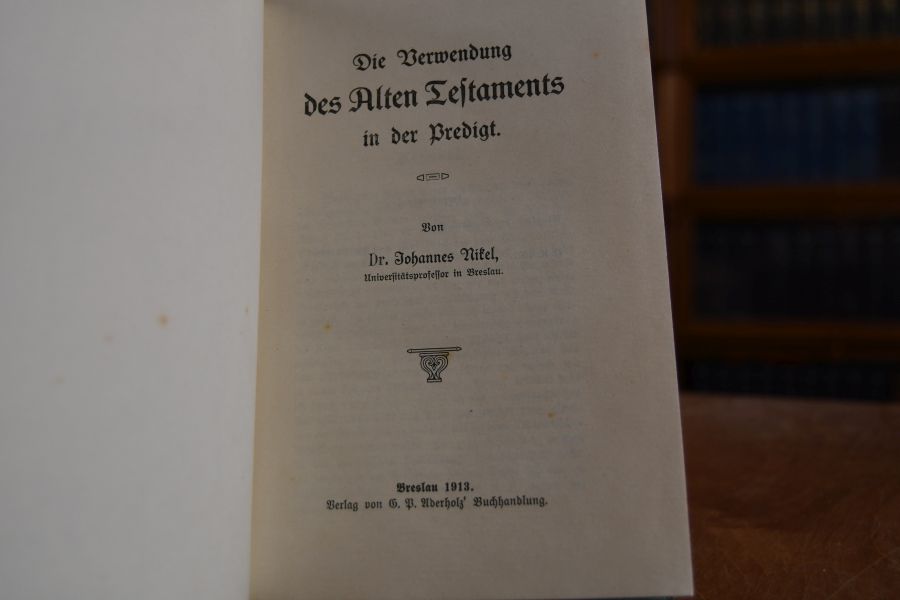 Die Verwendung
des Alten Testaments
in der Predigt.
Von
Dr. Johannes Nikel,
Universitätsprofessor in Breslau.
Breslau 1913.
Verlag von G. P. Aderholz' Buchhandlung.